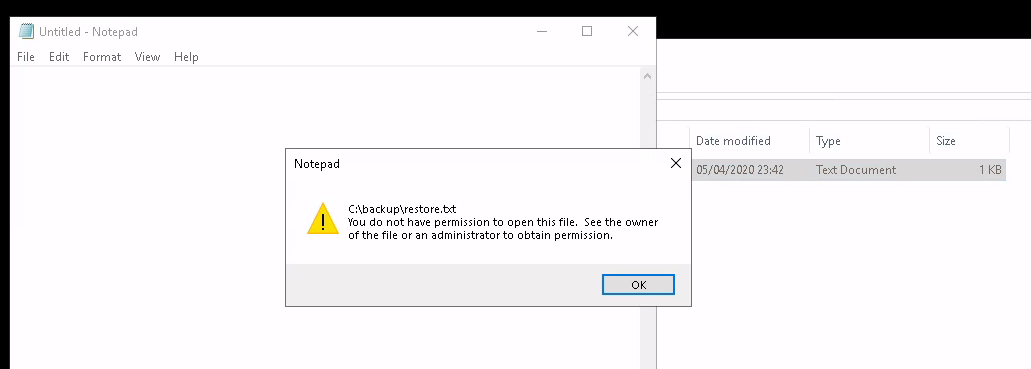 Untitled - Notepad
File Edit Format View Help
Date modified Type Size
05/04/2020 23:42 Text Document 1 KB
Notepad
C:\backup\restore.txt
You do not have permission to open this file. See the owner
of the file or an administrator to obtain permission.
OK